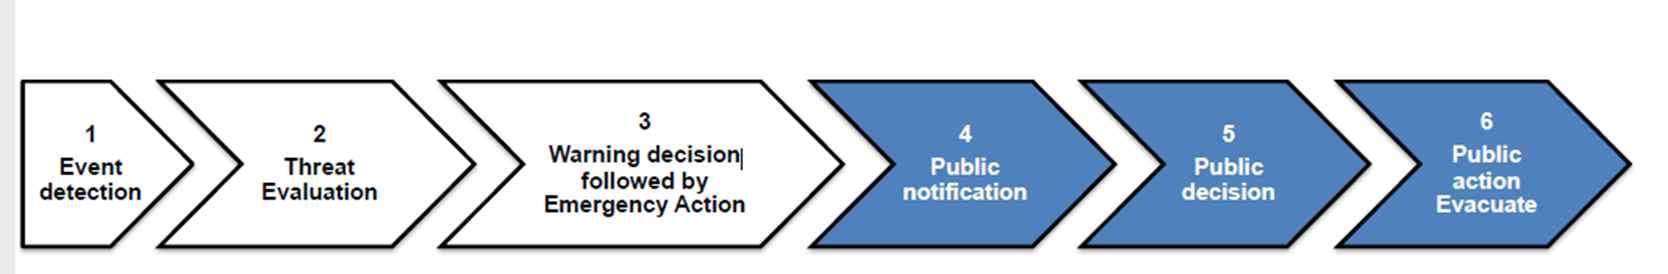 1
Event
detection
2
Threat
Evaluation
3
Warning decision
followed by
Emergency Action
4
Public
notification
5
Public
decision
6
Public
action
Evacuate